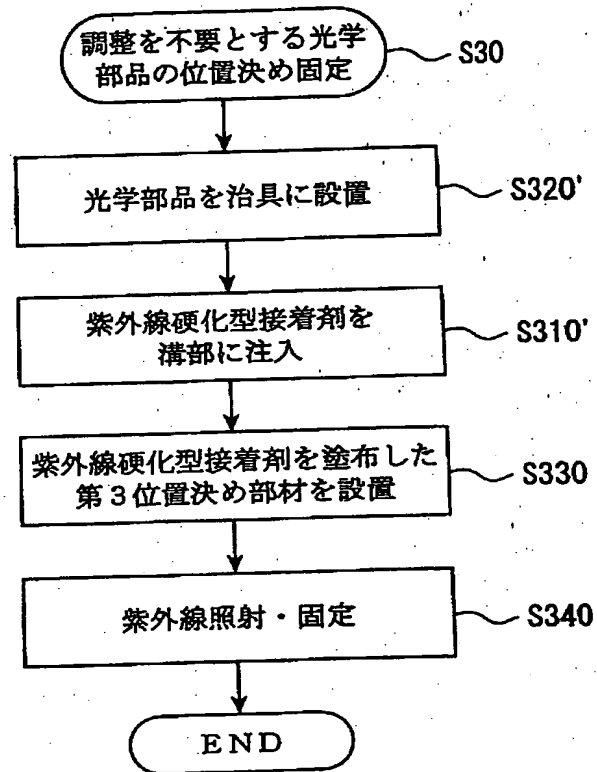 調整を不要とする光学
部品の位置決め固定
S30
光学部品を治具に設置
S320'
紫外線硬化型接着剤を
溝部に注入
S310'
紫外線硬化型接着剤を塗布した
第3位置決め部材を設置
S330
紫外線照射・固定
S340
END